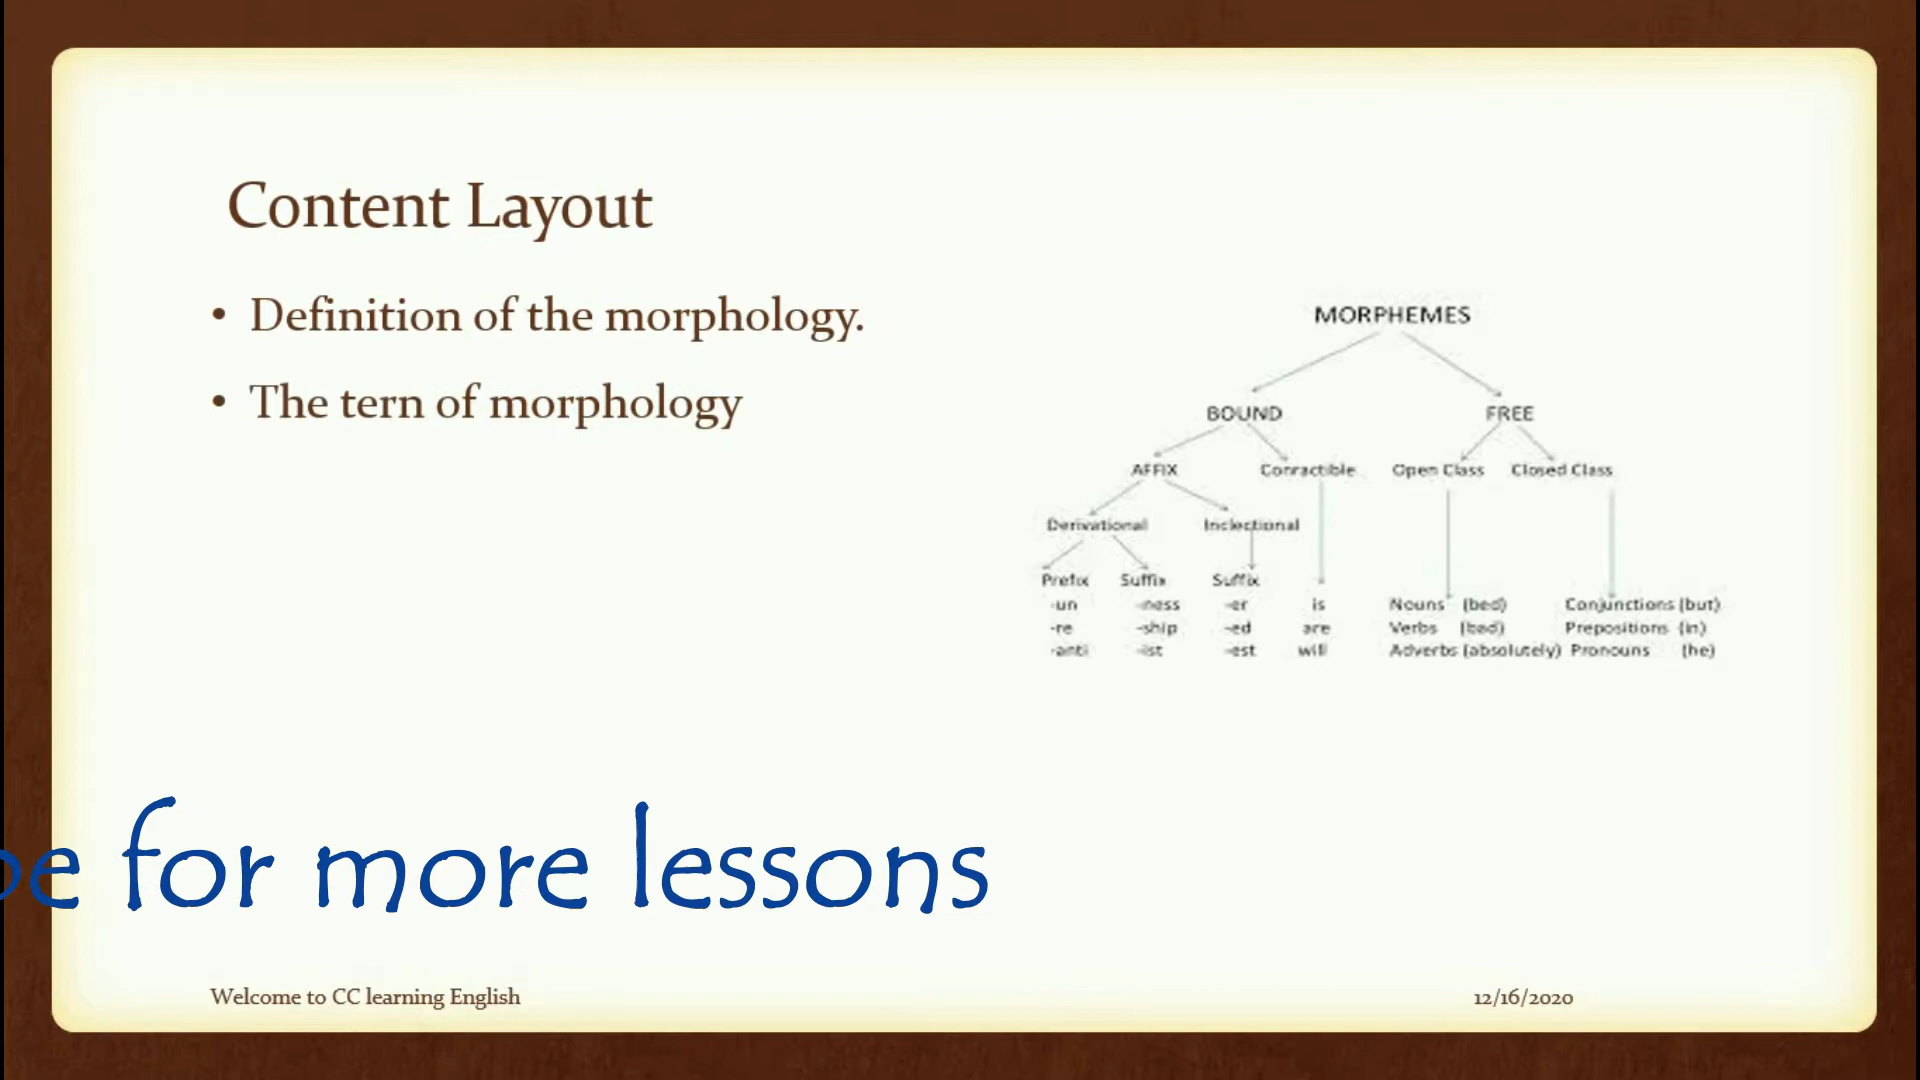 Content Layout
• Definition of the morphology.
• The tern of morphology
MORPHEMES
BOUND FREE
AFFIX Conractible Open Class Closed Class
Derivational Inclectional
Prefix Suffix Suffix
-un -ness -er is Nouns (bed) Conjunctions (but)
-re -ship -ed are Verbs (bad) Prepositions (in)
-anti -ist -est will Adverbs (absolutely) Pronouns (he)
for more lessons
Welcome to CC learning English
12/16/2020